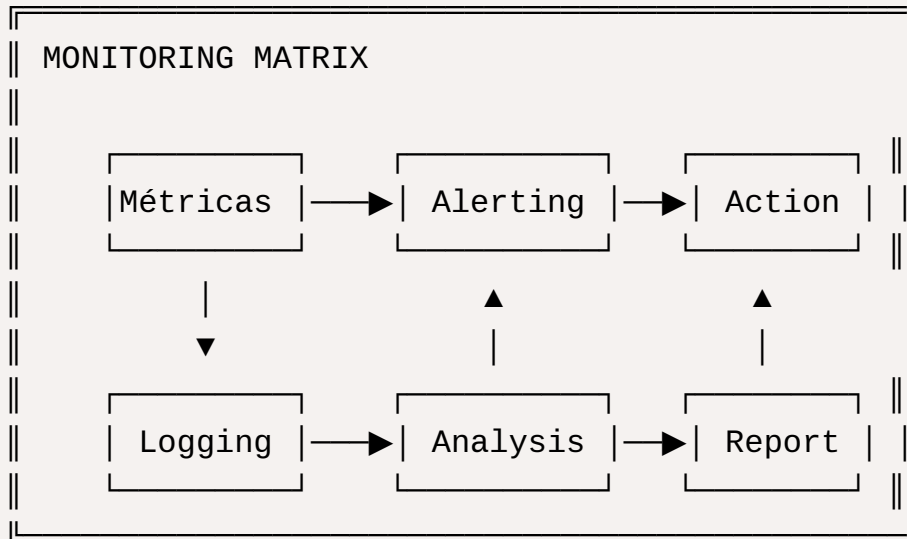 MONITORING MATRIX
Métricas Alerting Action
Logging Analysis Report